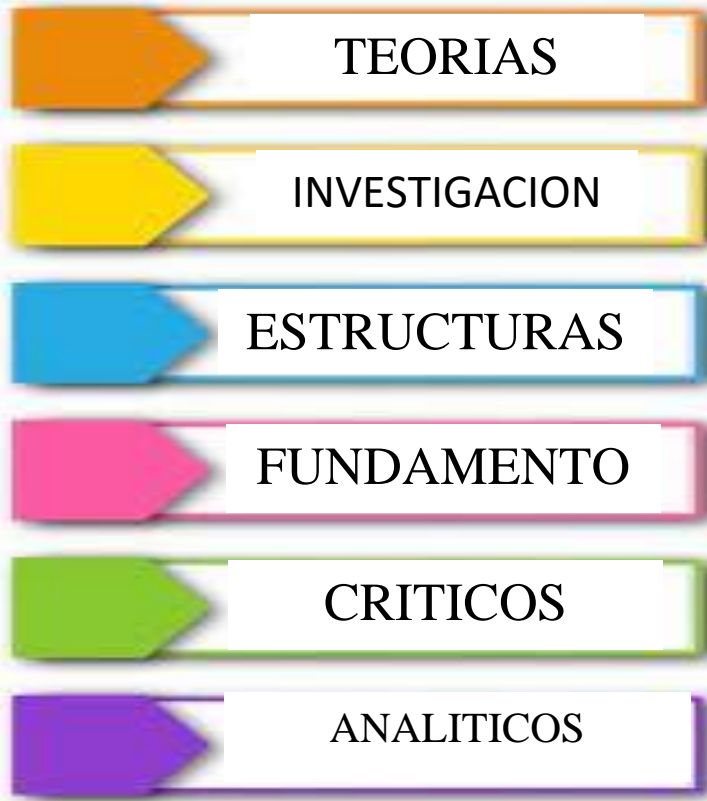 TEORIAS
INVESTIGACION
ESTRUCTURAS
FUNDAMENTO
CRITICOS
ANALITICOS